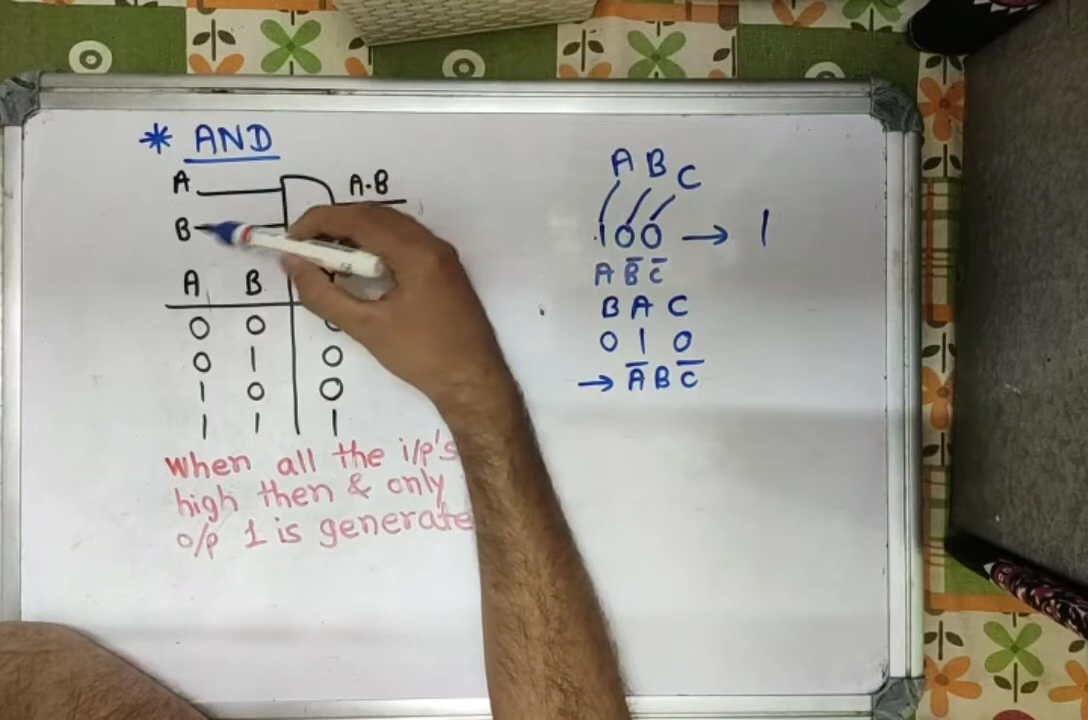 * AND
A
A·B
B
A B
0 0
0 1 0
1 0 0
1 1 1
When all the i/p's
high then & only
o/p 1 is generate
A B C
100 → 1
A B̅ C̅
B A C
0 1 0
→ A̅ B C̅